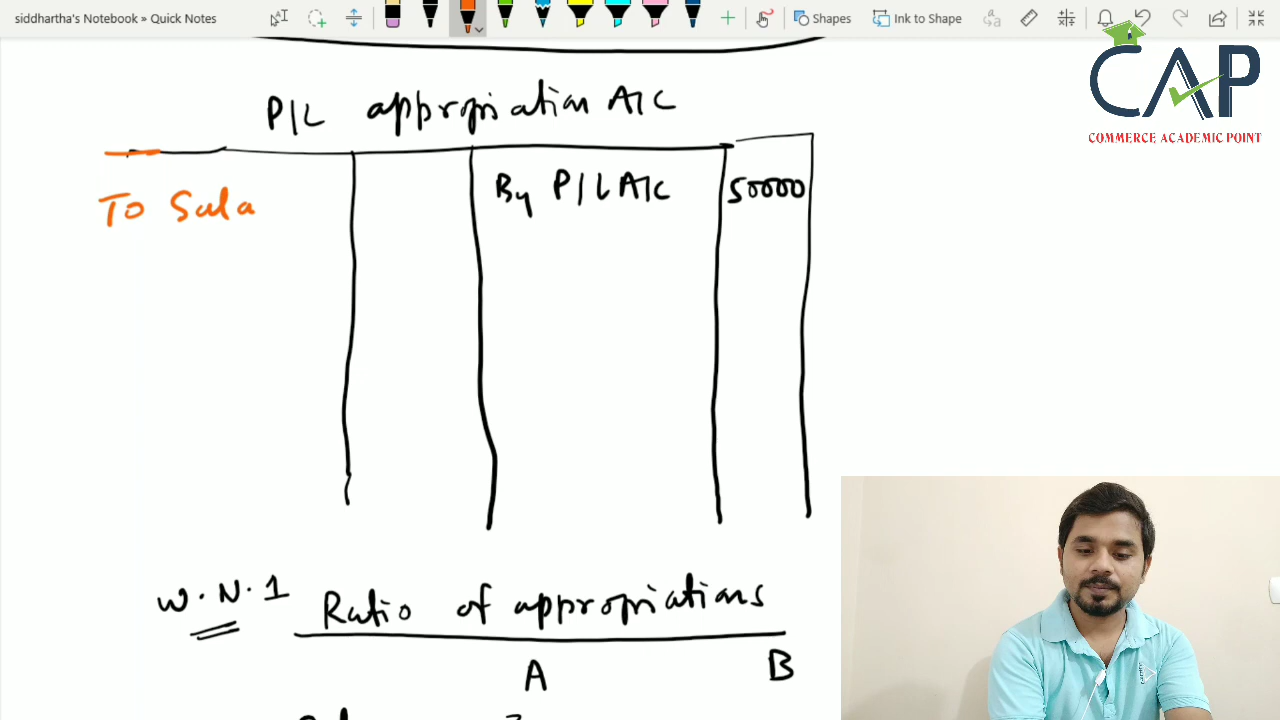 siddhartha's Notebook » Quick Notes
Shapes
Ink to Shape
CAP
COMMERCE ACADEMIC POINT
P/L appropriation A/C
To Sala
By P/L A/C 50000
W.N.1 Ratio of appropriations
A B